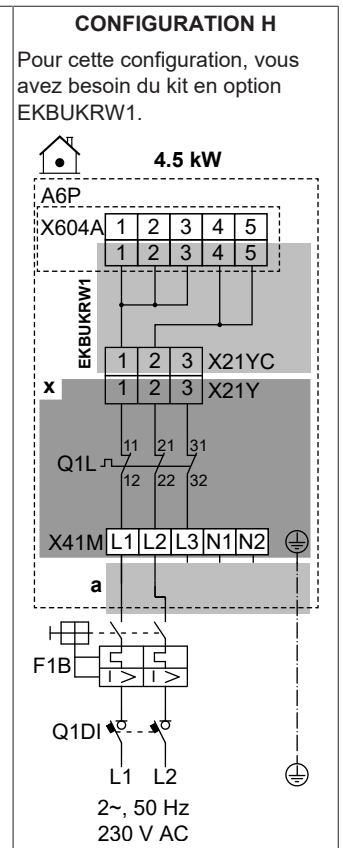 CONFIGURATION H
Pour cette configuration, vous
avez besoin du kit en option
EKBUKRW1.
4.5 kW
A6P
X604A 1 2 3 4 5
1 2 3 4 5
EKBUKRW1
1 2 3 X21YC
x 1 2 3 X21Y
11 21 31
Q1L
12 22 32
X41M L1 L2 L3 N1 N2
a
F1B
I > I >
Q1DI
L1 L2
2~, 50 Hz
230 V AC